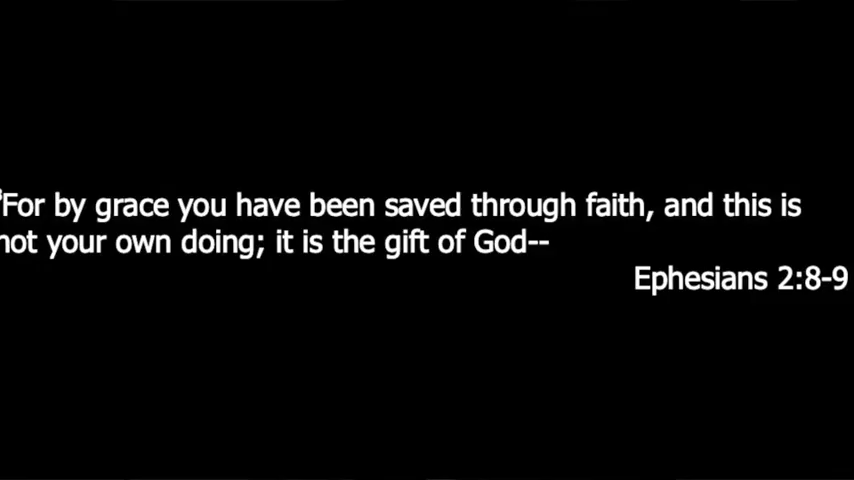 For by grace you have been saved through faith, and this is
not your own doing; it is the gift of God--
Ephesians 2:8-9